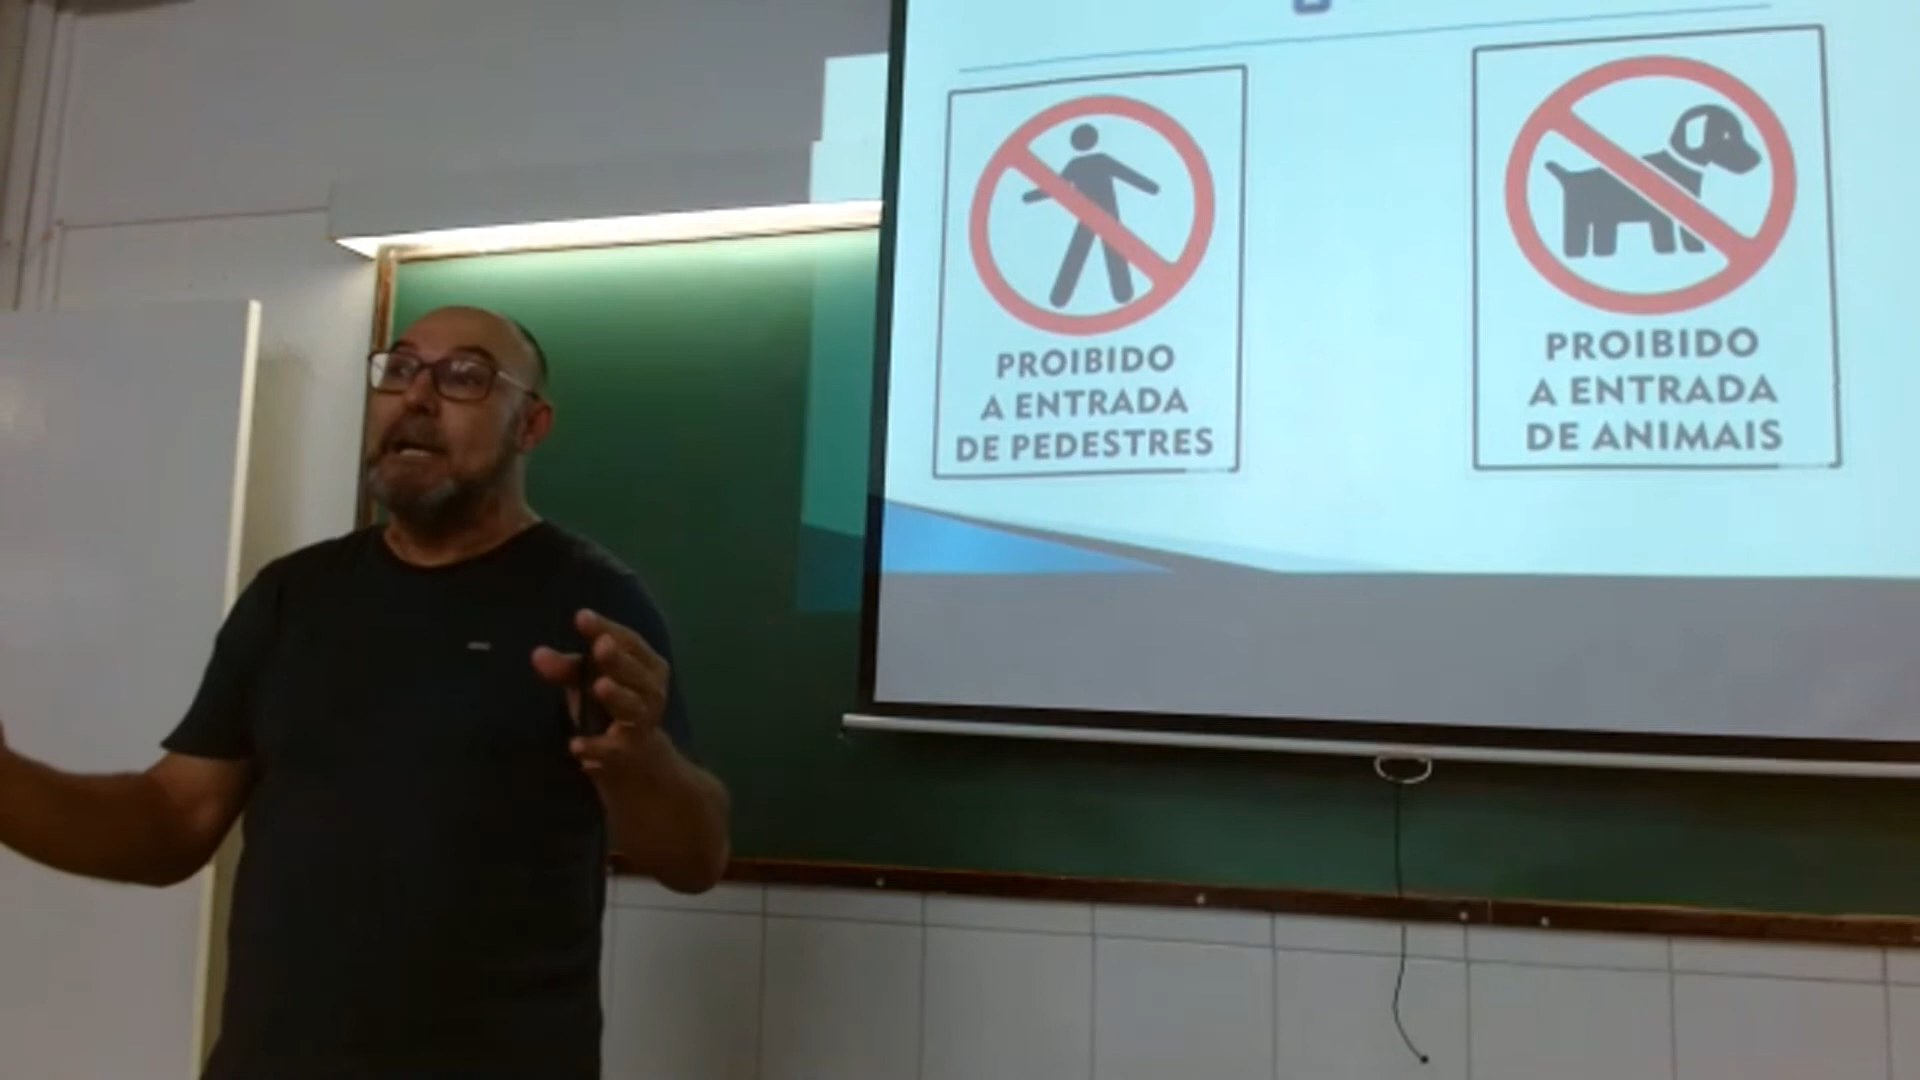 PROIBIDO
A ENTRADA
DE PEDESTRES
PROIBIDO
A ENTRADA
DE ANIMAIS